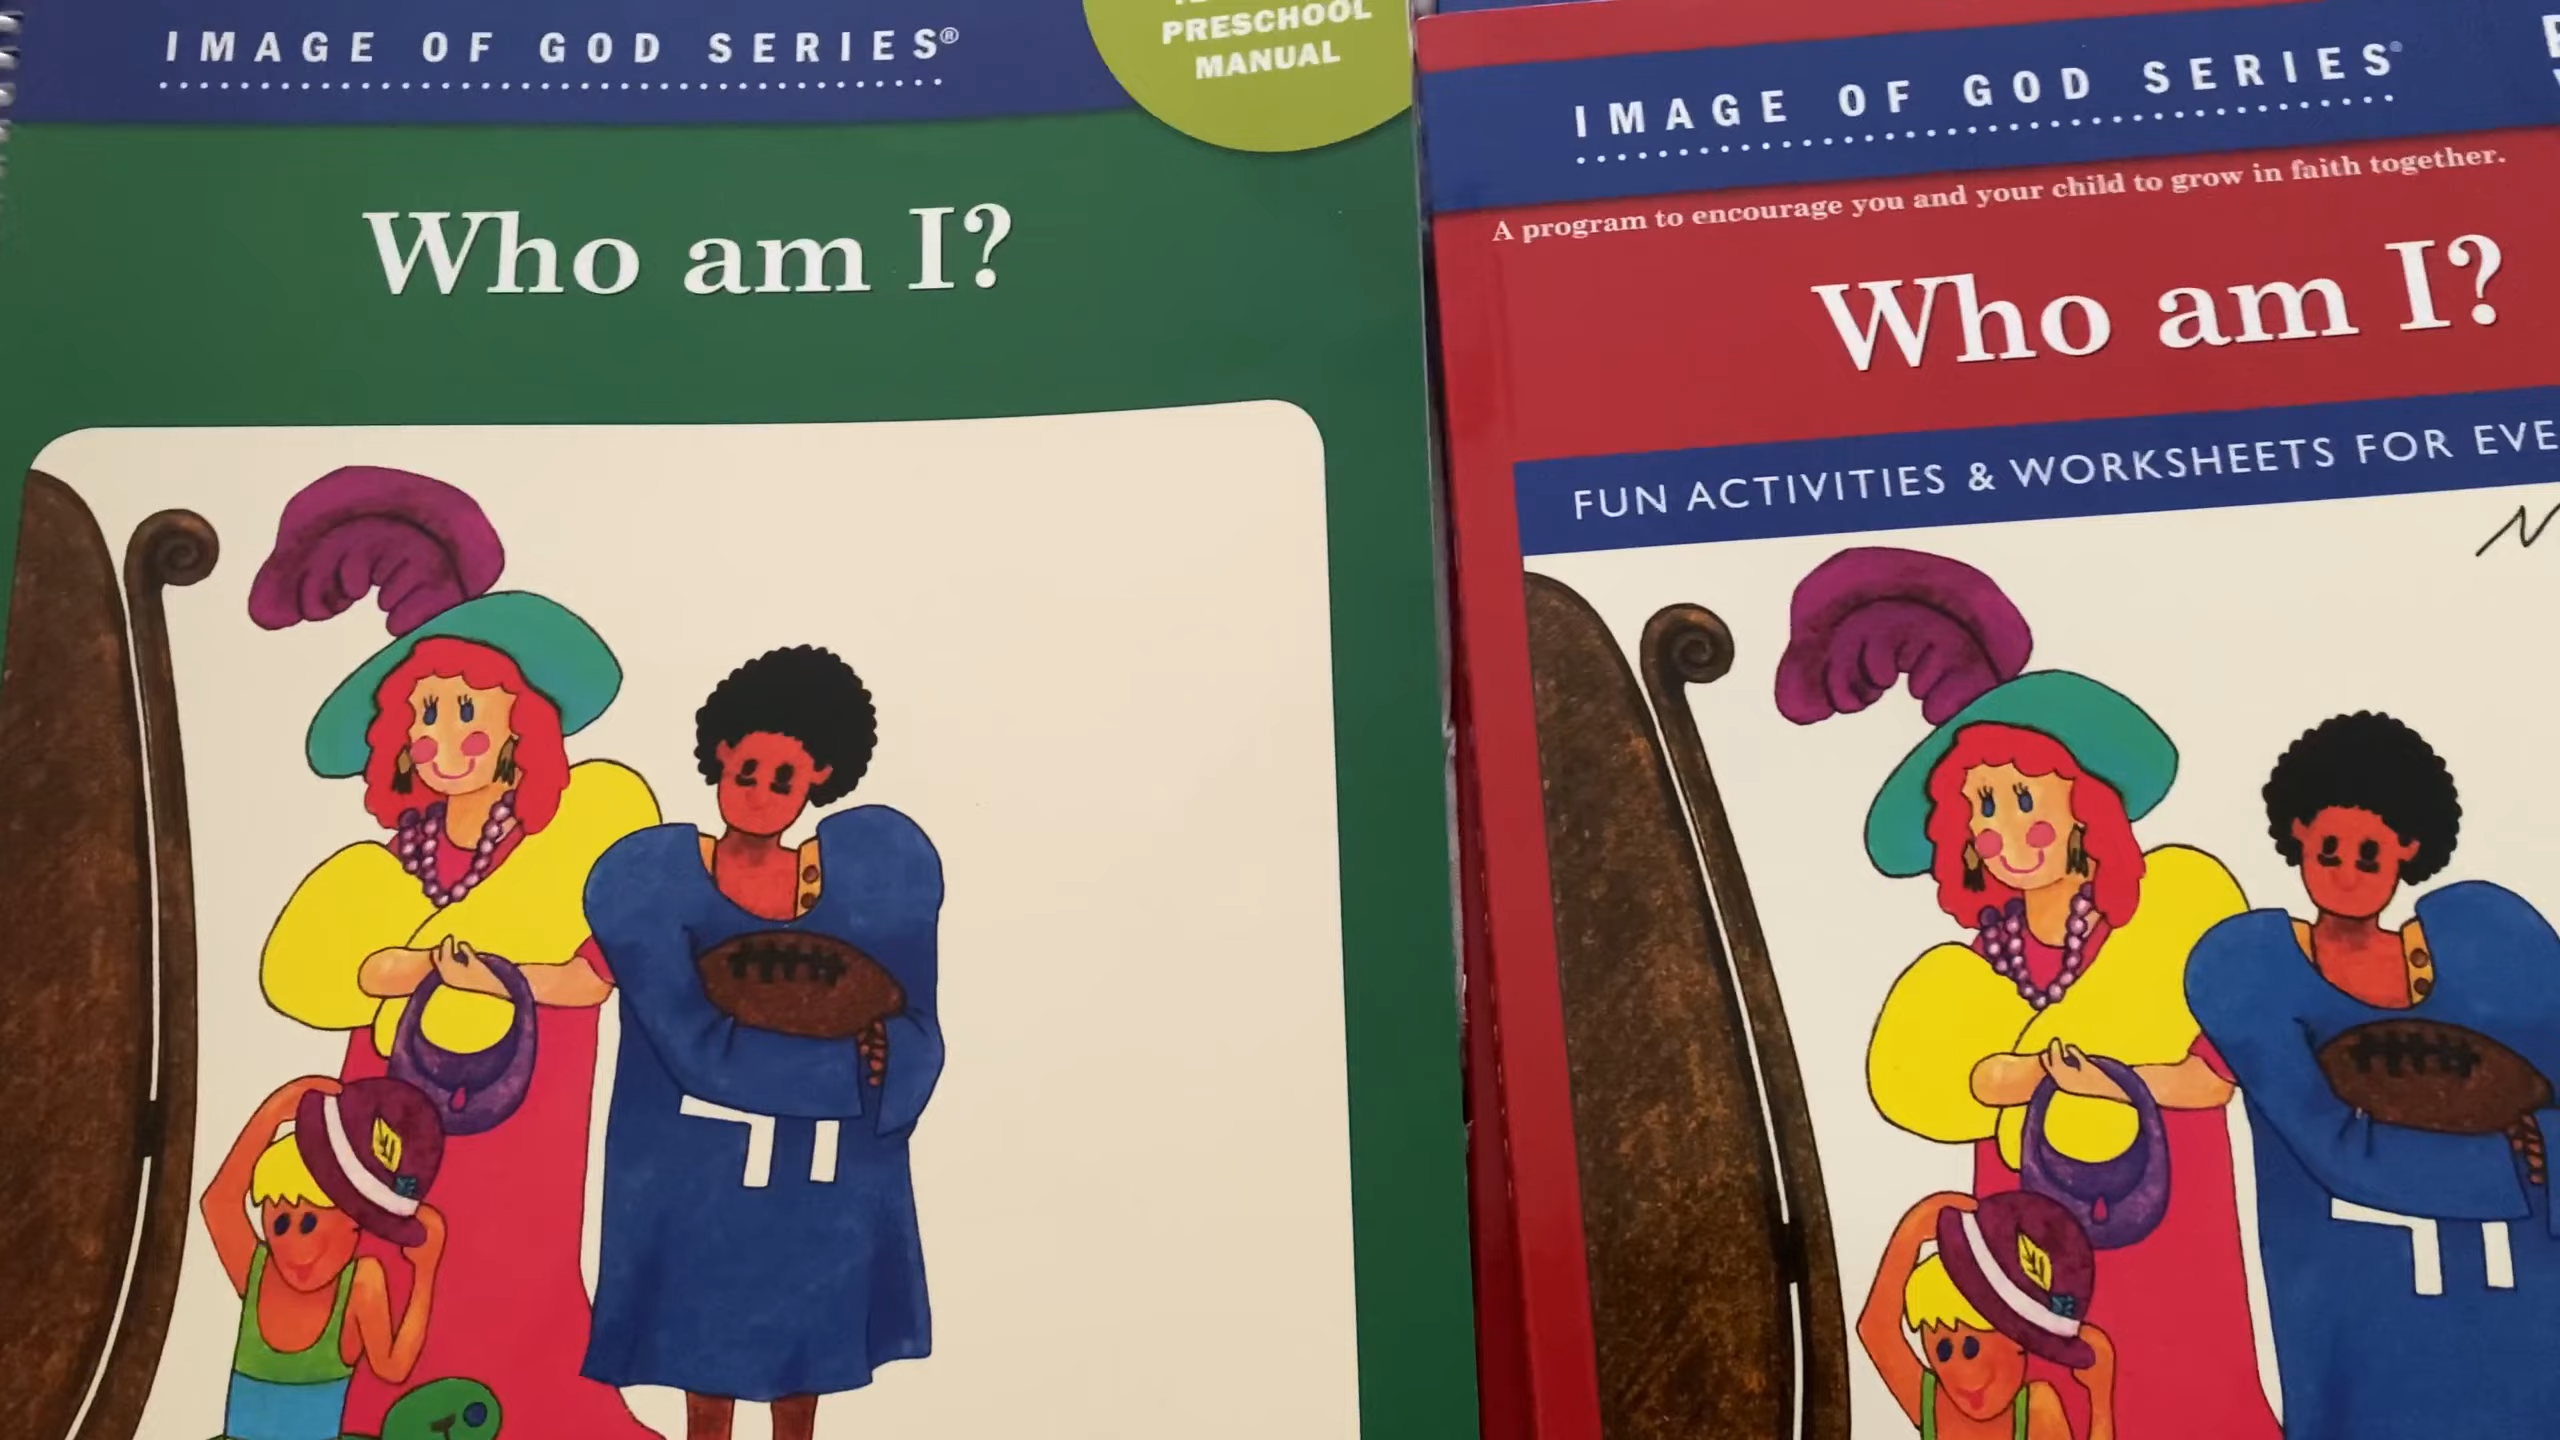 IMAGE OF GOD SERIES®
PRESCHOOL
MANUAL
Who am I?
IMAGE OF GOD SERIES®
A program to encourage you and your child to grow in faith together.
Who am I?
FUN ACTIVITIES & WORKSHEETS FOR EVE